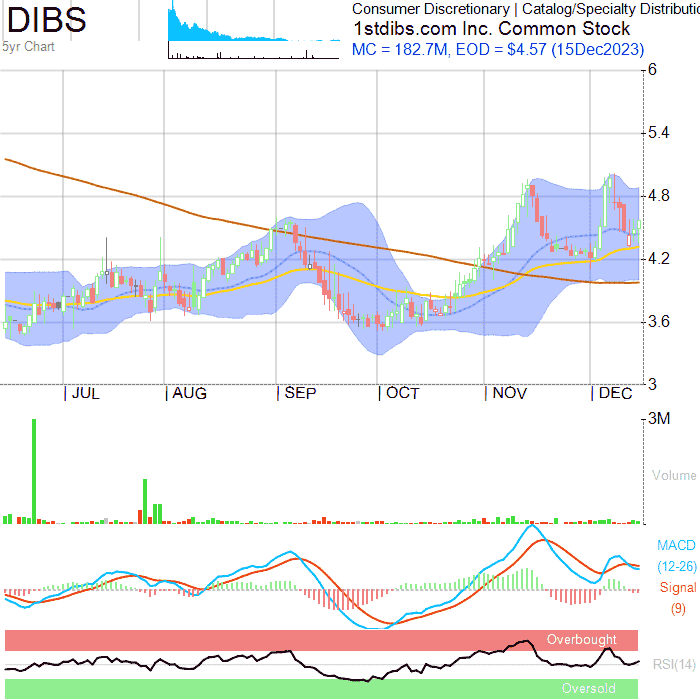 DIBS
5yr Chart
Consumer Discretionary | Catalog/Specialty Distributio
1stdibs.com Inc. Common Stock
MC = 182.7M, EOD = $4.57 (15Dec2023)
6
5.4
4.8
4.2
3.6
3
JUL AUG SEP OCT NOV DEC
3M
Volume
MACD
(12-26)
Signal
(9)
Overbought
RSI(14)
Oversold